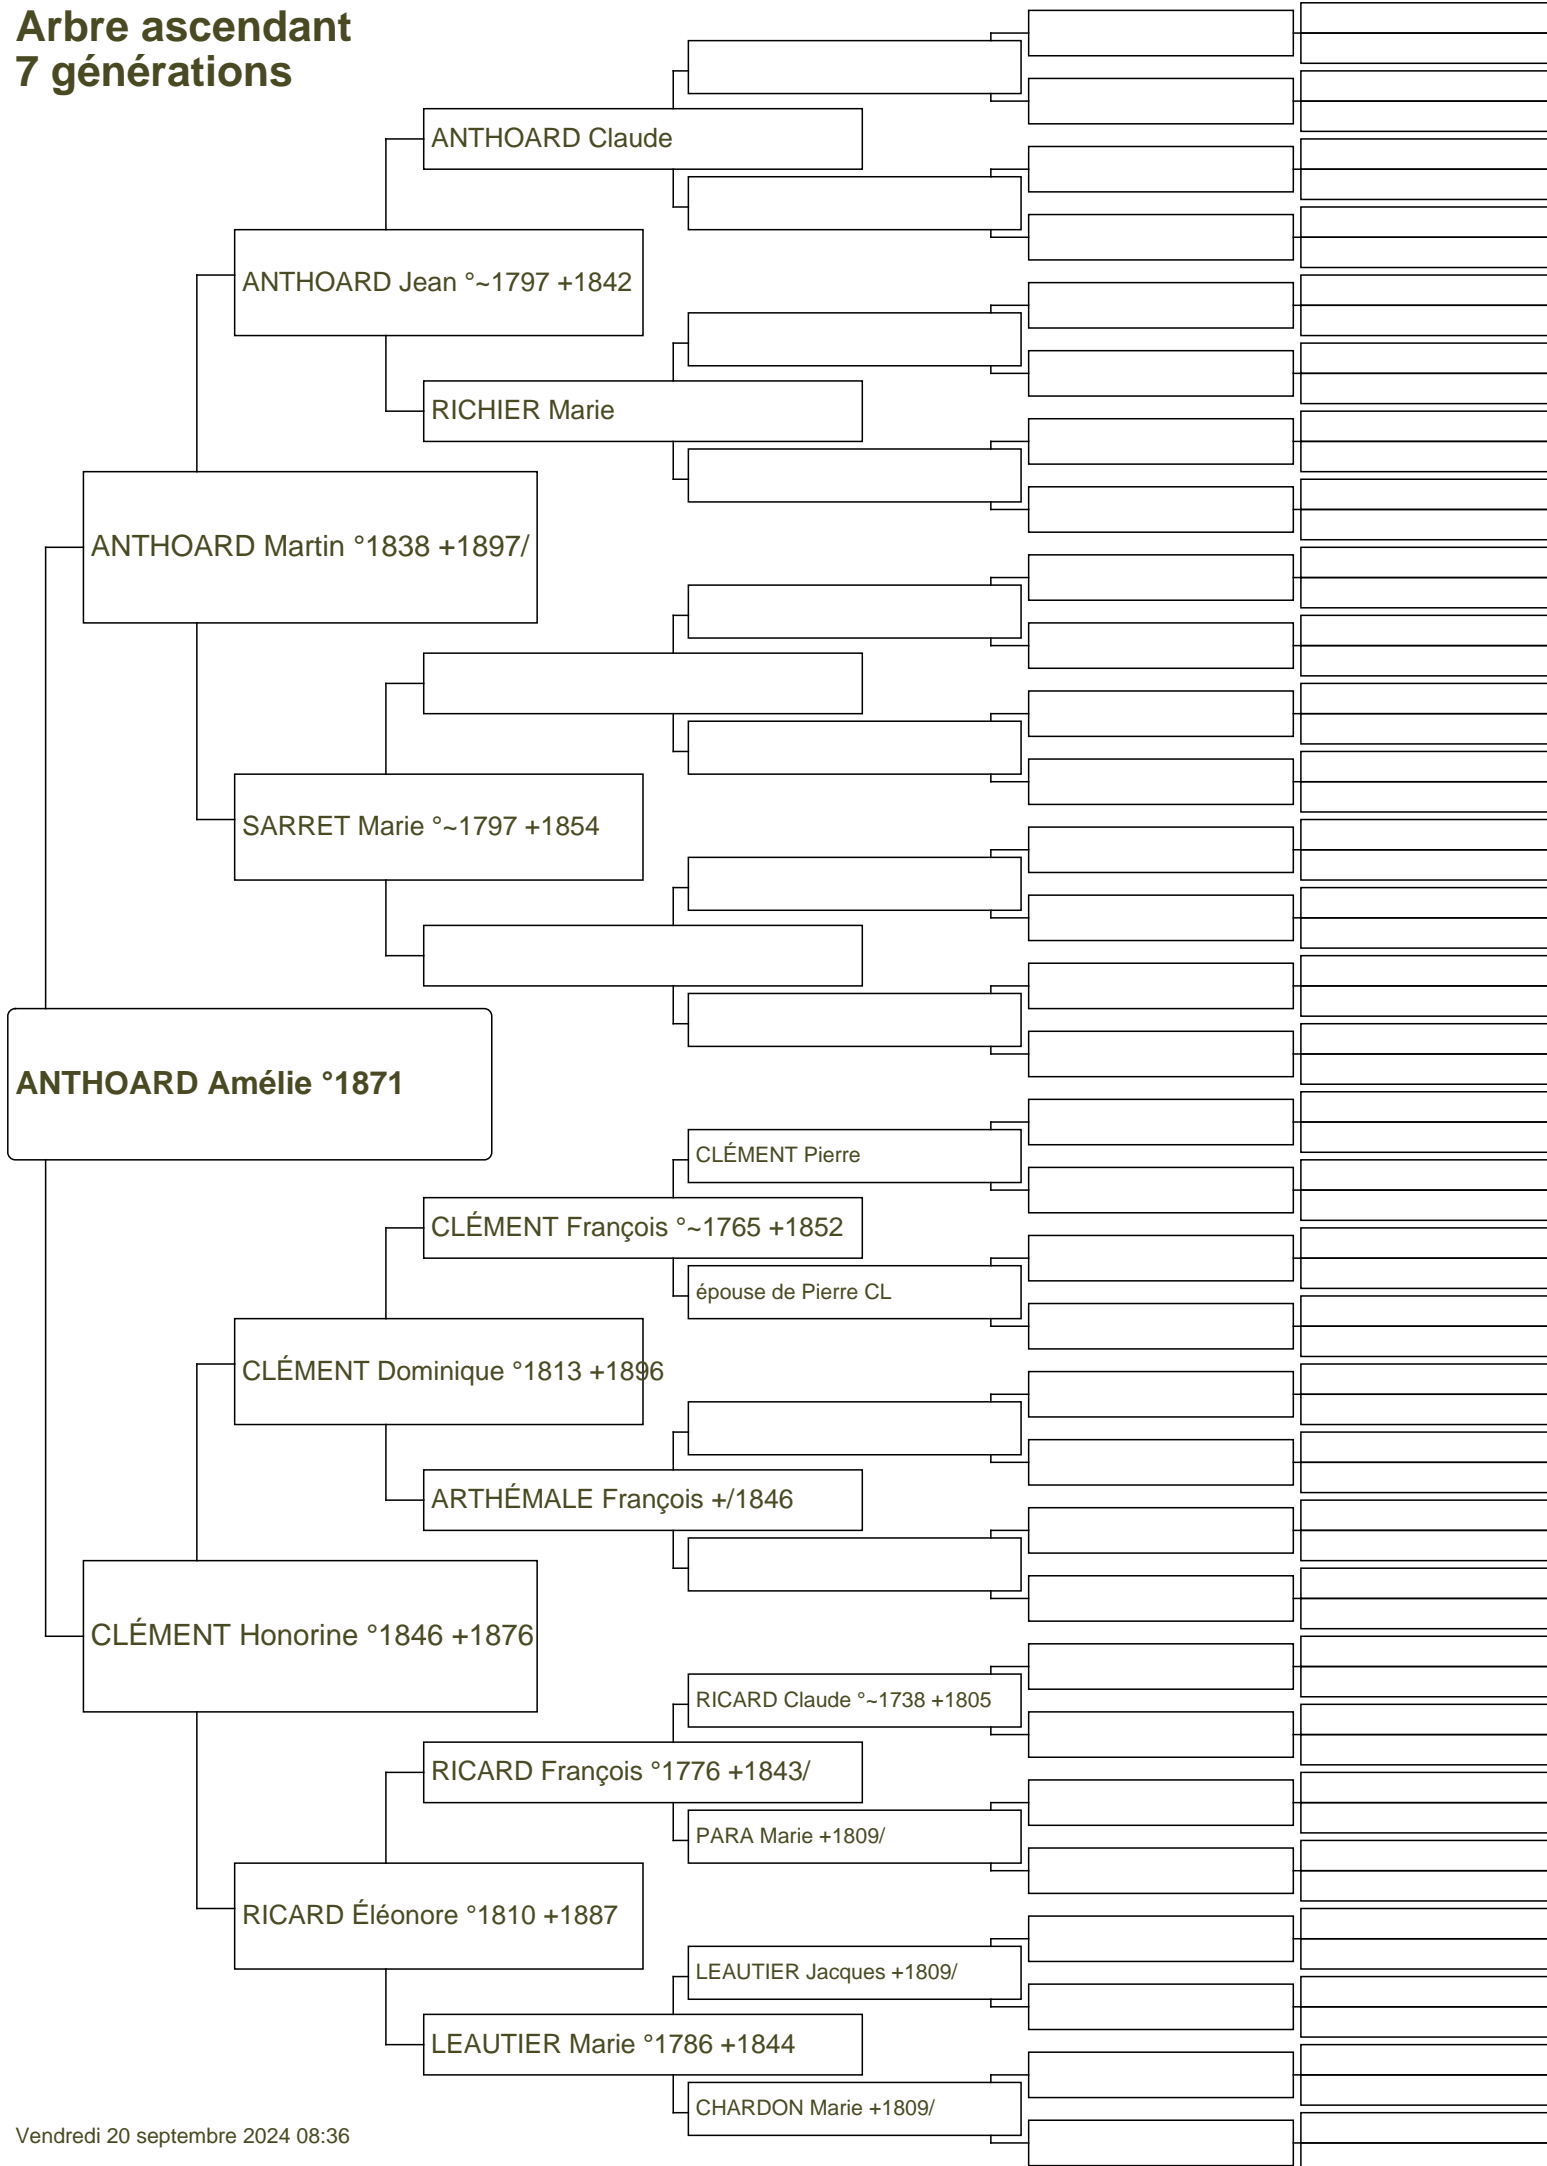 Arbre ascendant
7 générations
ANTHOARD Claude
ANTHOARD Jean °~1797 +1842
RICHIER Marie
ANTHOARD Martin °1838 +1897/
SARRET Marie °~1797 +1854
ANTHOARD Amélie °1871
CLÉMENT Pierre
CLÉMENT François °~1765 +1852
épouse de Pierre CL
CLÉMENT Dominique °1813 +1896
ARTHÉMALE François +/1846
CLÉMENT Honorine °1846 +1876
RICARD Claude °~1738 +1805
RICARD François °1776 +1843/
PARA Marie +1809/
RICARD Éléonore °1810 +1887
LEAUTIER Jacques +1809/
LEAUTIER Marie °1786 +1844
CHARDON Marie +1809/
Vendredi 20 septembre 2024 08:36